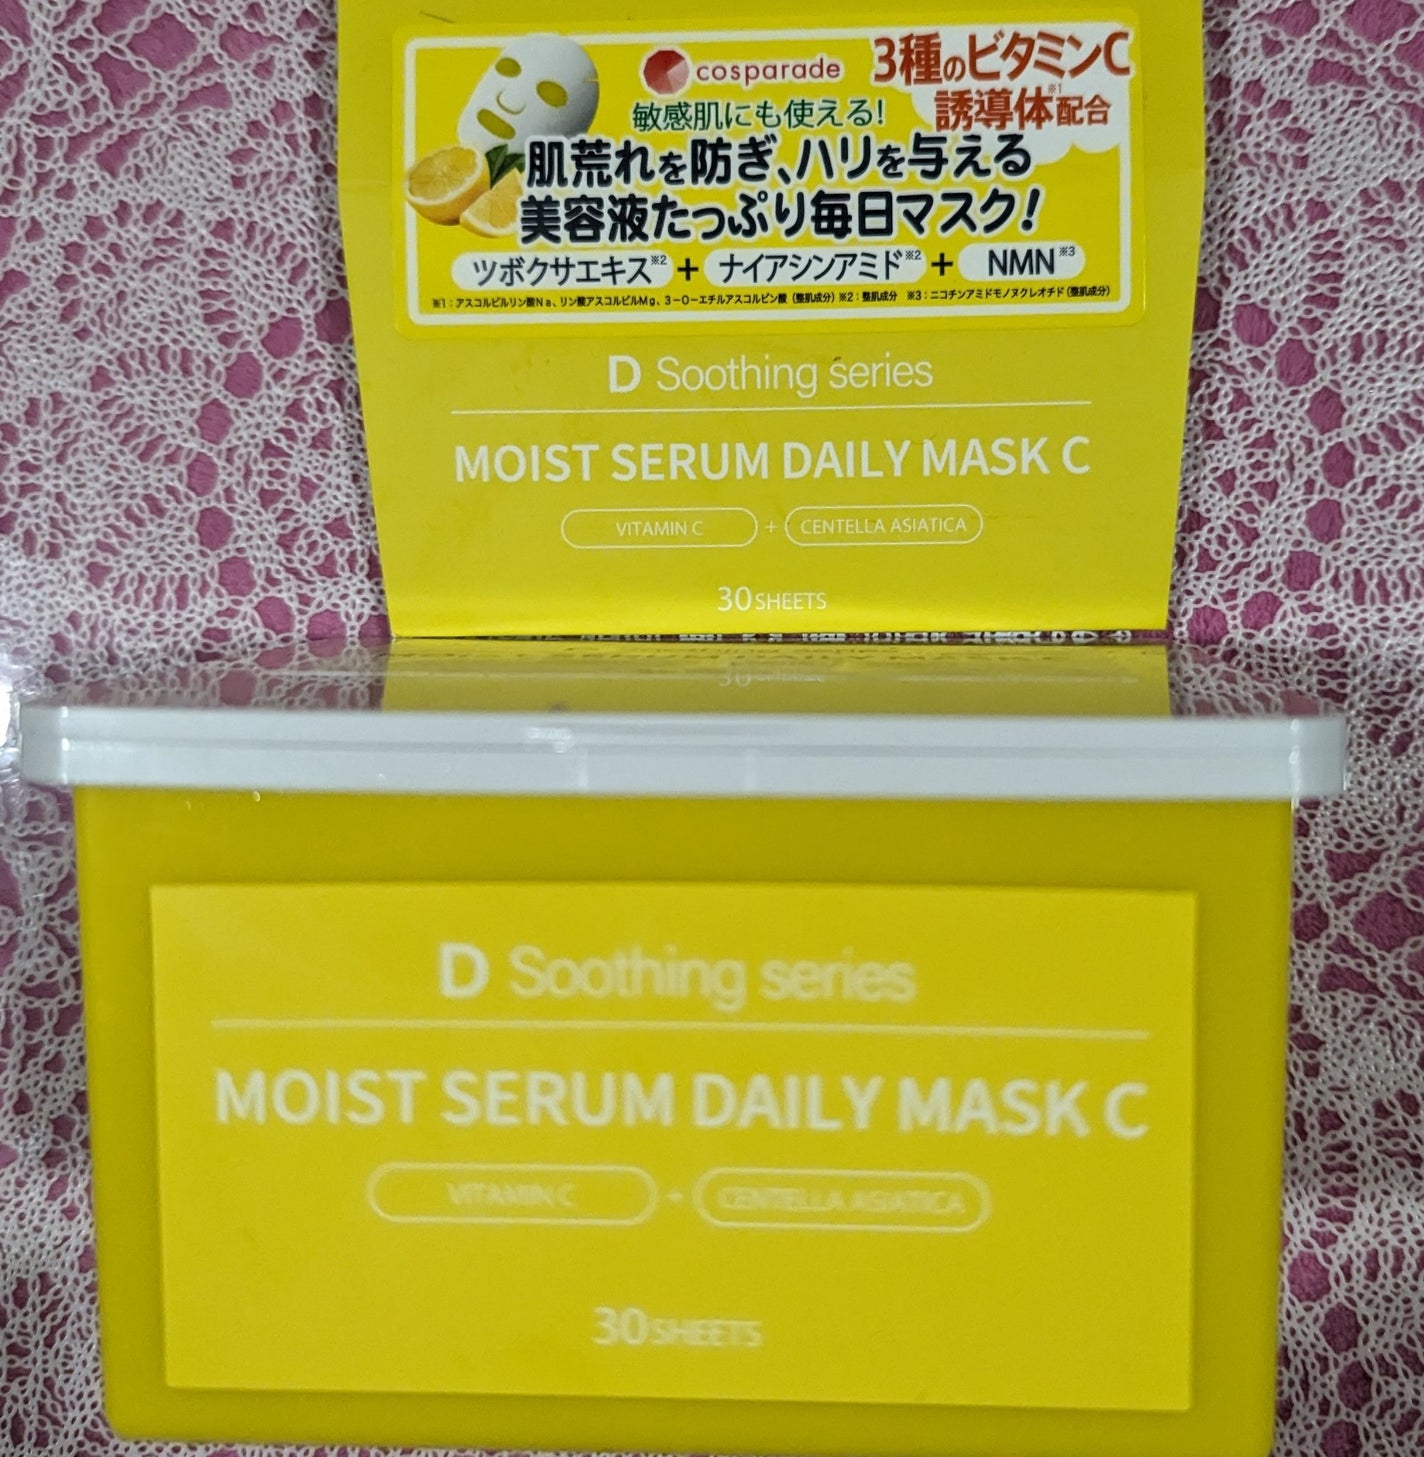 cosparade
3種のビタミンC
誘導体※1配合
敏感肌にも使える!
肌荒れを防ぎ、ハリを与える
美容液たっぷり毎日マスク!
ツボクサエキス※2 + ナイアシンアミド※2 + NMN※3
※1：アスコルビルリン酸Na、リン酸アスコルビルMg、3-O-エチルアスコルビン酸（整肌成分）※2：整肌成分 ※3：ニコチンアミドモノヌクレオチド（整肌成分）
D Soothing series
MOIST SERUM DAILY MASK C
VITAMIN C + CENTELLA ASIATICA
30 SHEETS
D Soothing series
MOIST SERUM DAILY MASK C
VITAMIN C + CENTELLA ASIATICA
30 SHEETS